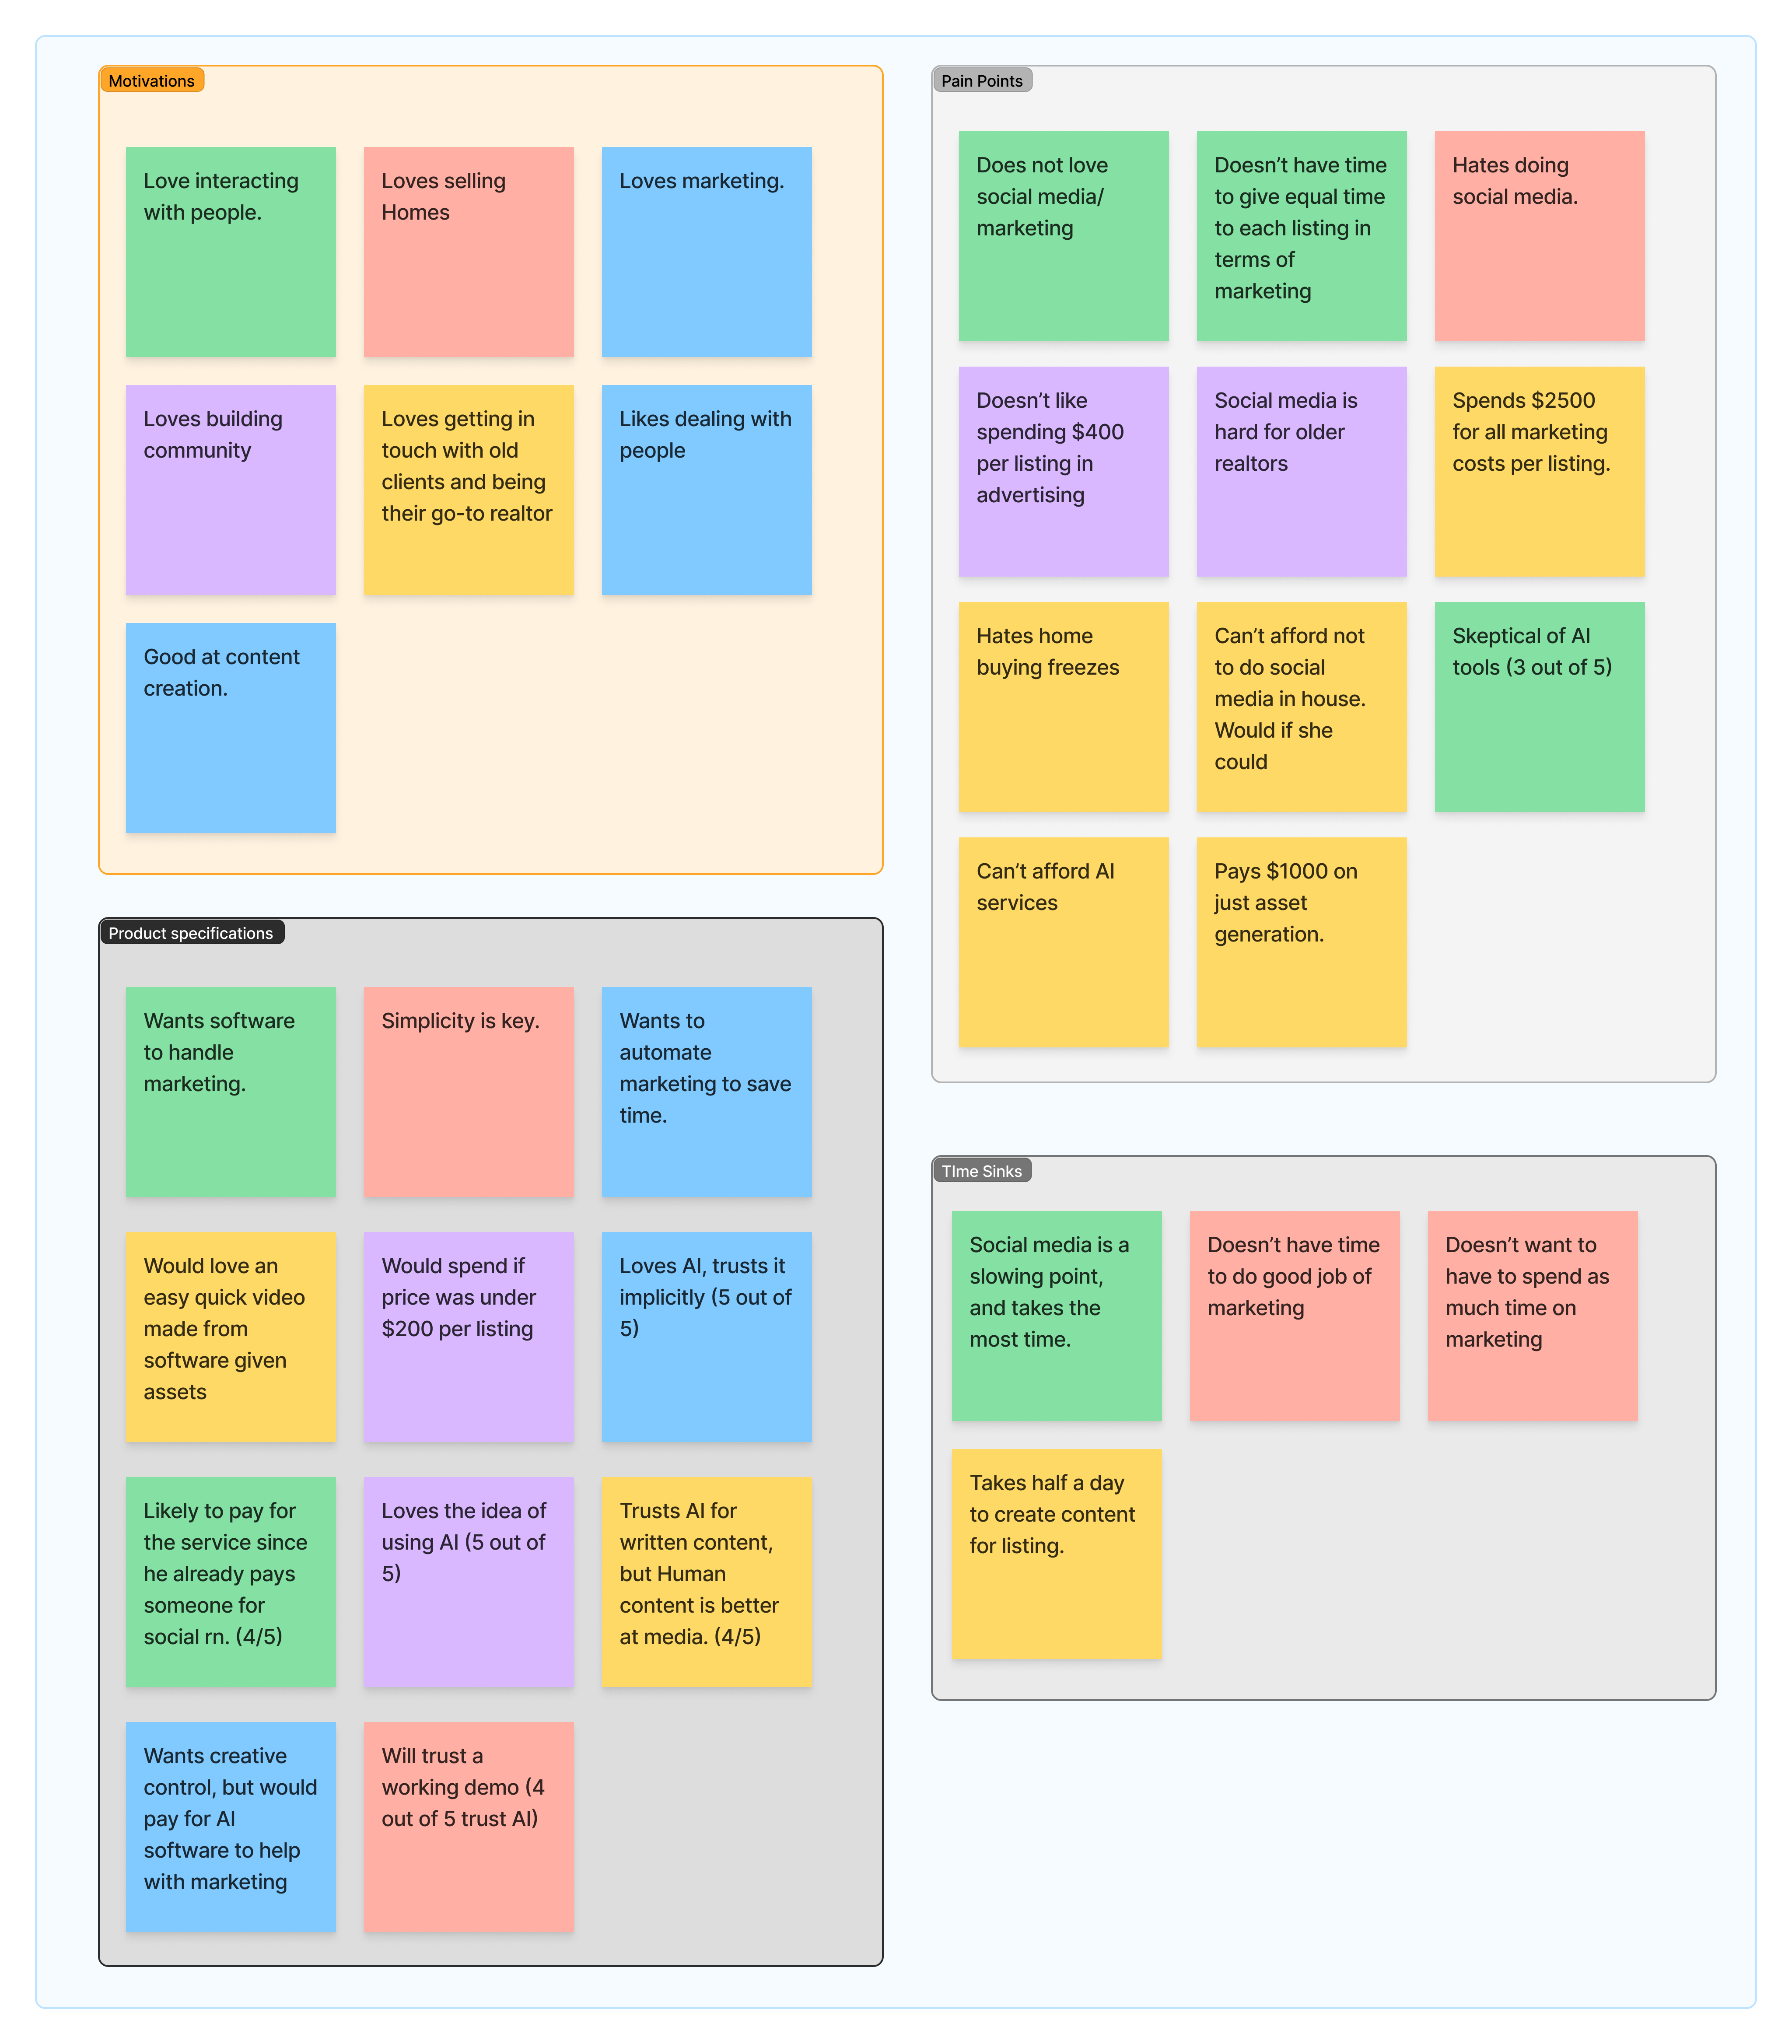 Motivations
Love interacting
with people.
Loves selling
Homes
Loves marketing.
Loves building
community
Loves getting in
touch with old
clients and being
their go-to realtor
Likes dealing with
people
Good at content
creation.
Pain Points
Does not love
social media/
marketing
Doesn’t have time
to give equal time
to each listing in
terms of
marketing
Hates doing
social media.
Doesn’t like
spending $400
per listing in
advertising
Social media is
hard for older
realtors
Spends $2500
for all marketing
costs per listing.
Hates home
buying freezes
Can’t afford not
to do social
media in house.
Would if she
could
Skeptical of AI
tools (3 out of 5)
Can’t afford AI
services
Pays $1000 on
just asset
generation.
Product specifications
Wants software
to handle
marketing.
Simplicity is key.
Wants to
automate
marketing to save
time.
Would love an
easy quick video
made from
software given
assets
Would spend if
price was under
$200 per listing
Loves AI, trusts it
implicitly (5 out of
5)
Likely to pay for
the service since
he already pays
someone for
social rn. (4/5)
Loves the idea of
using AI (5 out of
5)
Trusts AI for
written content,
but Human
content is better
at media. (4/5)
Wants creative
control, but would
pay for AI
software to help
with marketing
Will trust a
working demo (4
out of 5 trust AI)
TIme Sinks
Social media is a
slowing point,
and takes the
most time.
Doesn’t have time
to do good job of
marketing
Doesn’t want to
have to spend as
much time on
marketing
Takes half a day
to create content
for listing.